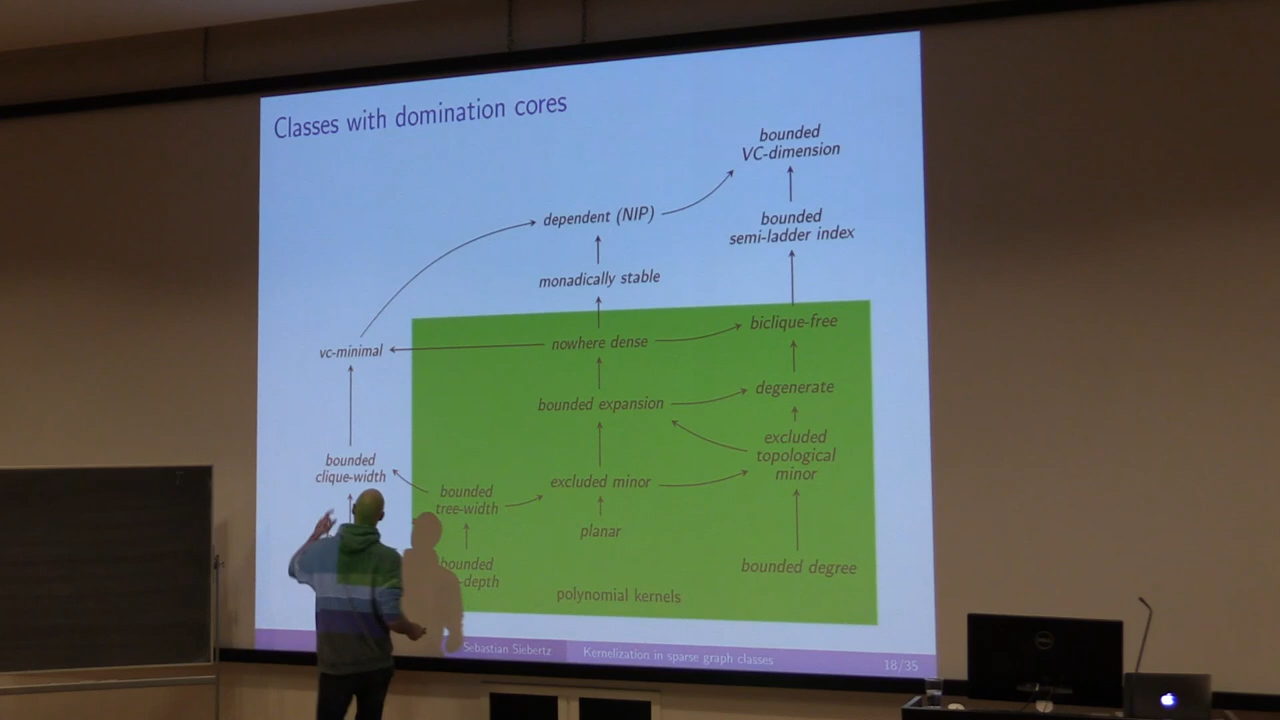 Classes with domination cores
bounded
VC-dimension
dependent (NIP)
bounded
semi-ladder index
monadically stable
biclique-free
vc-minimal
nowhere dense
degenerate
bounded expansion
excluded
topological
minor
bounded
clique-width
excluded minor
bounded
tree-width
planar
bounded
-depth
bounded degree
polynomial kernels
Sebastian Siebertz
Kernelization in sparse graph classes
18/35
DELL